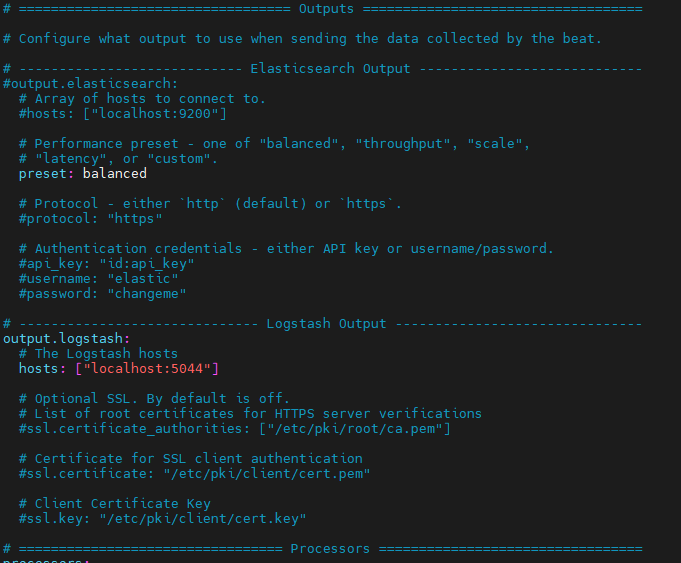 # ================================== Outputs ===================================
# Configure what output to use when sending the data collected by the beat.
# ---------------------------- Elasticsearch Output ----------------------------
#output.elasticsearch:
  # Array of hosts to connect to.
  #hosts: ["localhost:9200"]
  # Performance preset - one of "balanced", "throughput", "scale",
  # "latency", or "custom".
  preset: balanced
  # Protocol - either `http` (default) or `https`.
  #protocol: "https"
  # Authentication credentials - either API key or username/password.
  #api_key: "id:api_key"
  #username: "elastic"
  #password: "changeme"
# ------------------------------ Logstash Output -------------------------------
output.logstash:
  # The Logstash hosts
  hosts: ["localhost:5044"]
  # Optional SSL. By default is off.
  # List of root certificates for HTTPS server verifications
  #ssl.certificate_authorities: ["/etc/pki/root/ca.pem"]
  # Certificate for SSL client authentication
  #ssl.certificate: "/etc/pki/client/cert.pem"
  # Client Certificate Key
  #ssl.key: "/etc/pki/client/cert.key"
# ================================= Processors =================================
processors: